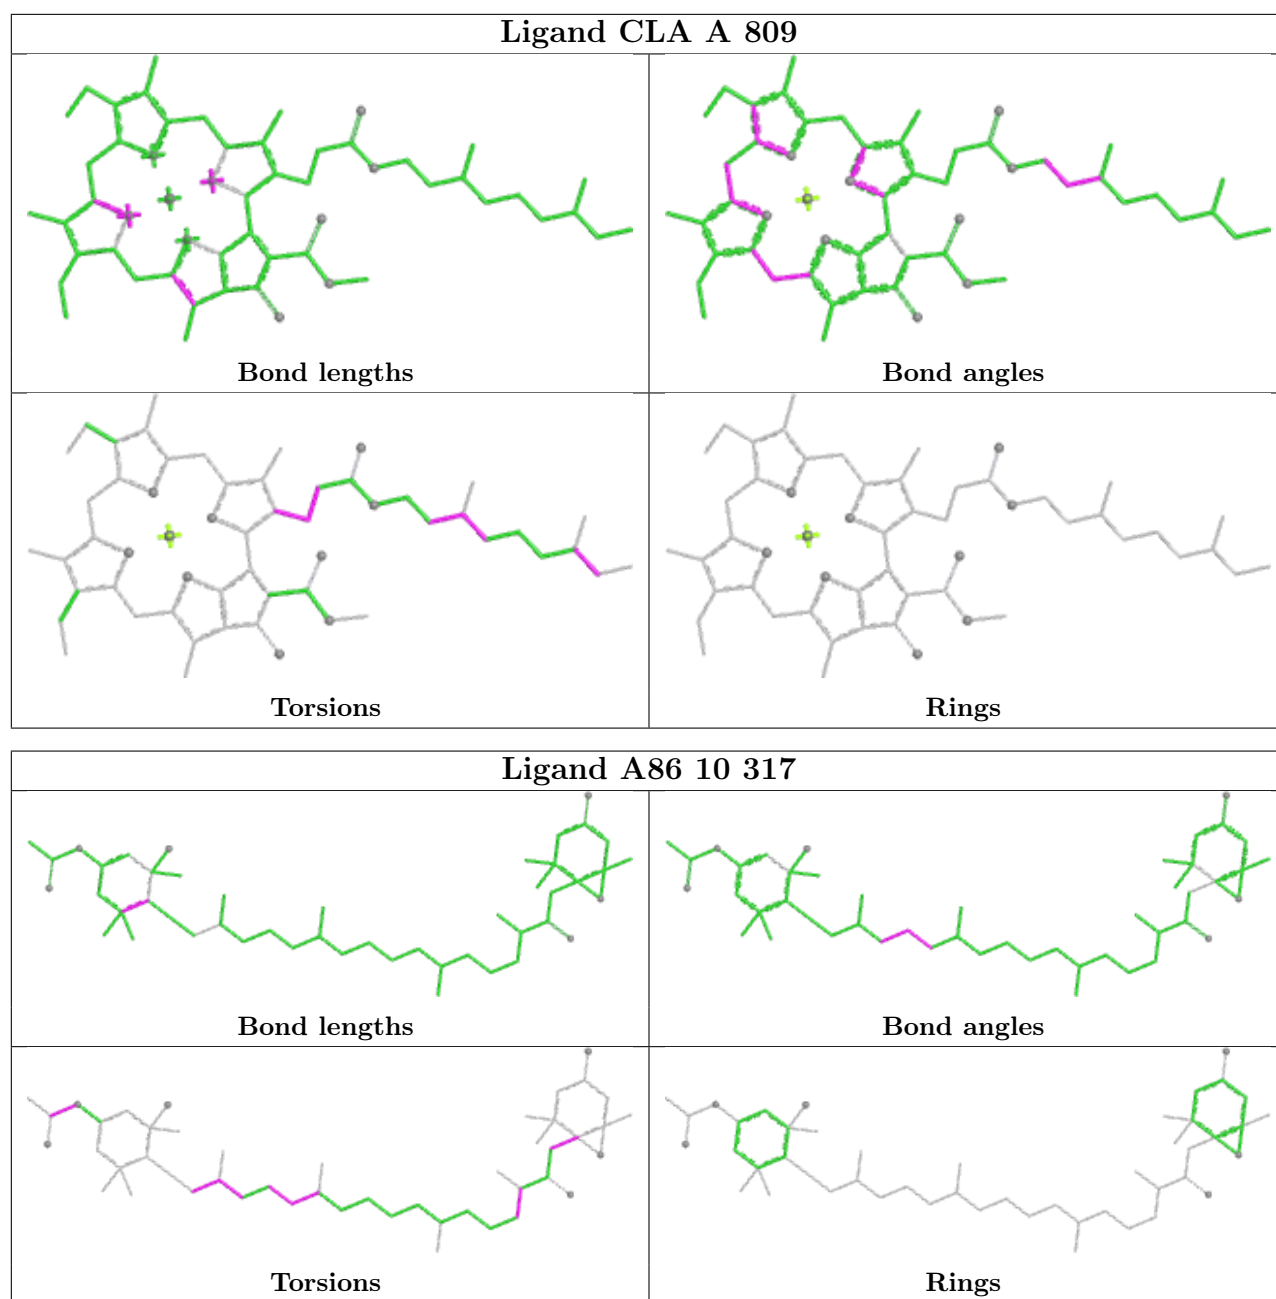 Ligand CLA A 809
Bond lengths
Bond angles
Torsions
Rings
Ligand A86 10 317
Bond lengths
Bond angles
Torsions
Rings